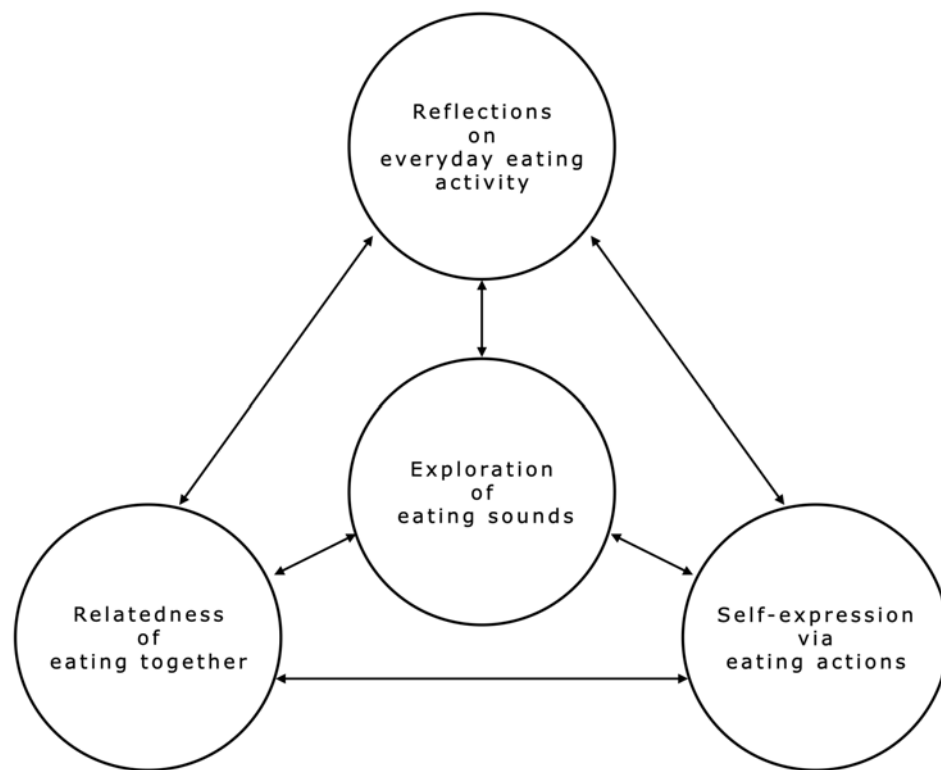 Reflections
on
everyday eating
activity
Exploration
of
eating sounds
Relatedness
of
eating together
Self-expression
via
eating actions